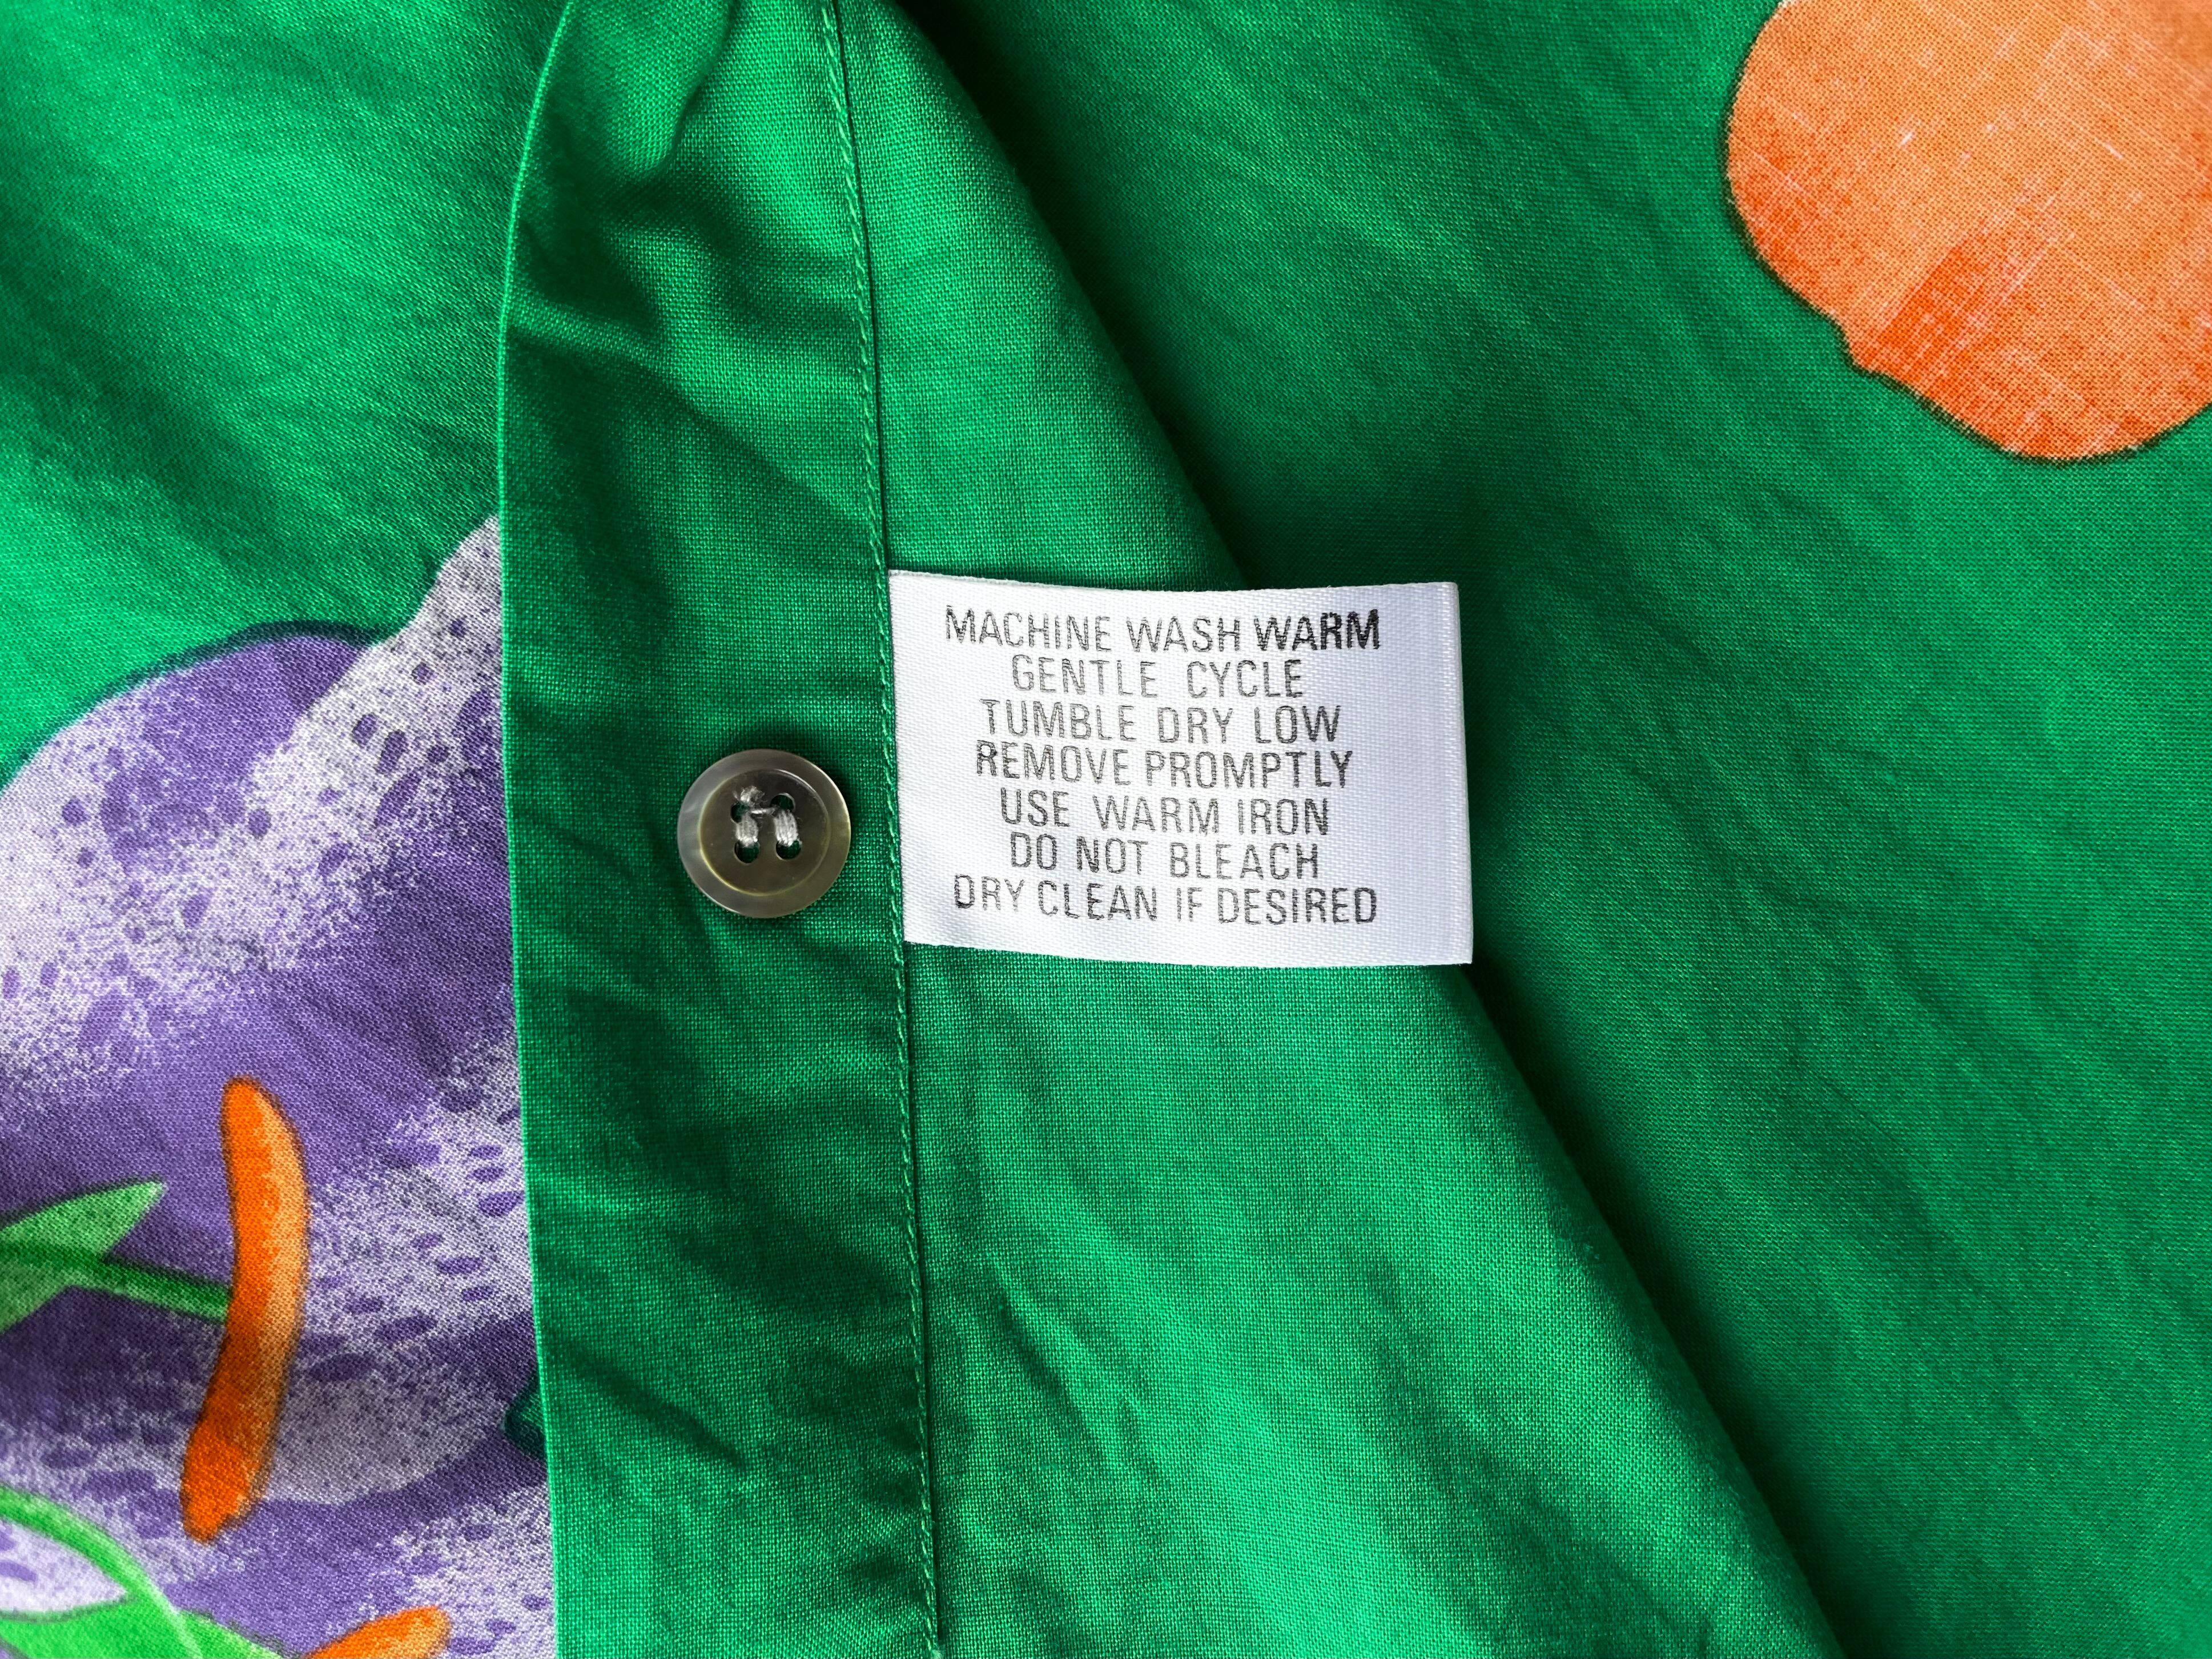 MACHINE WASH WARM
GENTLE CYCLE
TUMBLE DRY LOW
REMOVE PROMPTLY
USE WARM IRON
DO NOT BLEACH
DRY CLEAN IF DESIRED